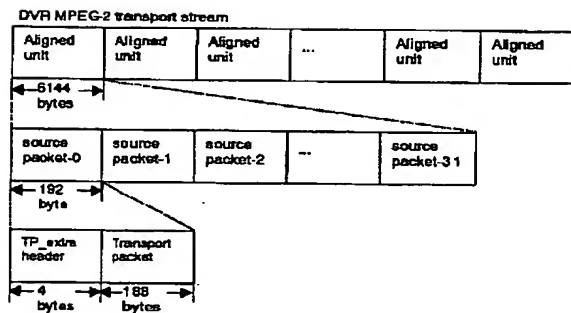 DVR MPEG-2 transport stream
Aligned unit
Aligned unit
Aligned unit
...
Aligned unit
Aligned unit
6144 bytes
source packet-0
source packet-1
source packet-2
...
source packet-31
192 byte
TP_extra header
Transport packet
4 bytes
188 bytes